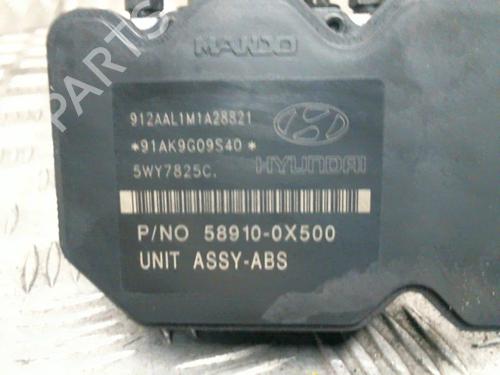 PARTS
MANDO
912AAL1M1A28821
*91AK9G09S40*
5WY7825C.
HYUNDAI
P/NO 58910-0X500
UNIT ASSY-ABS